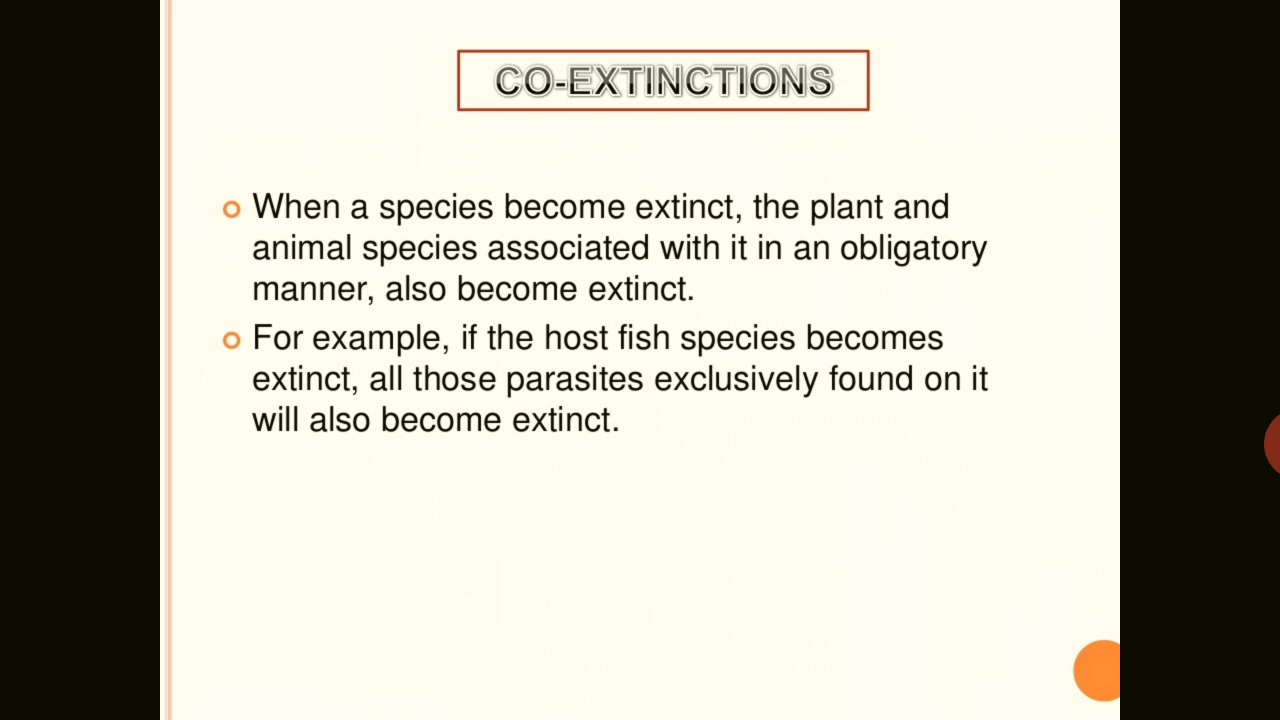 CO-EXTINCTIONS
When a species become extinct, the plant and
animal species associated with it in an obligatory
manner, also become extinct.
For example, if the host fish species becomes
extinct, all those parasites exclusively found on it
will also become extinct.